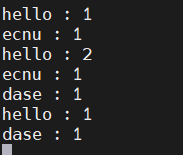 hello : 1
ecnu : 1
hello : 2
ecnu : 1
dase : 1
hello : 1
dase : 1